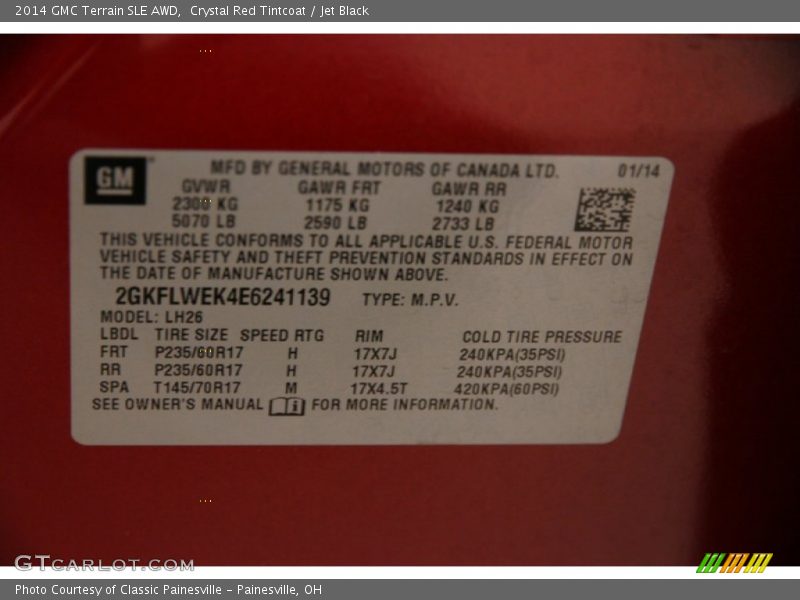 2014 GMC Terrain SLE AWD, Crystal Red Tintcoat / Jet Black
GM
MFD BY GENERAL MOTORS OF CANADA LTD. 01/14
GVWR GAWR FRT GAWR RR
2300 KG 1175 KG 1240 KG
5070 LB 2590 LB 2733 LB
THIS VEHICLE CONFORMS TO ALL APPLICABLE U.S. FEDERAL MOTOR
VEHICLE SAFETY AND THEFT PREVENTION STANDARDS IN EFFECT ON
THE DATE OF MANUFACTURE SHOWN ABOVE.
2GKFLWEK4E6241139 TYPE: M.P.V.
MODEL: LH26
LBDL TIRE SIZE SPEED RTG RIM COLD TIRE PRESSURE
FRT P235/60R17 H 17X7J 240KPA(35PSI)
RR P235/60R17 H 17X7J 240KPA(35PSI)
SPA T145/70R17 M 17X4.5T 420KPA(60PSI)
SEE OWNER'S MANUAL i FOR MORE INFORMATION.
GTCARLOT.COM
Photo Courtesy of Classic Painesville - Painesville, OH